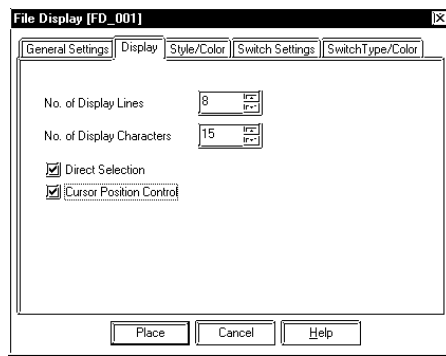 File Display [FD_001]
General Settings Display Style/Color Switch Settings SwitchType/Color
No. of Display Lines 8
No. of Display Characters 15
Direct Selection
Cursor Position Control
Place Cancel Help